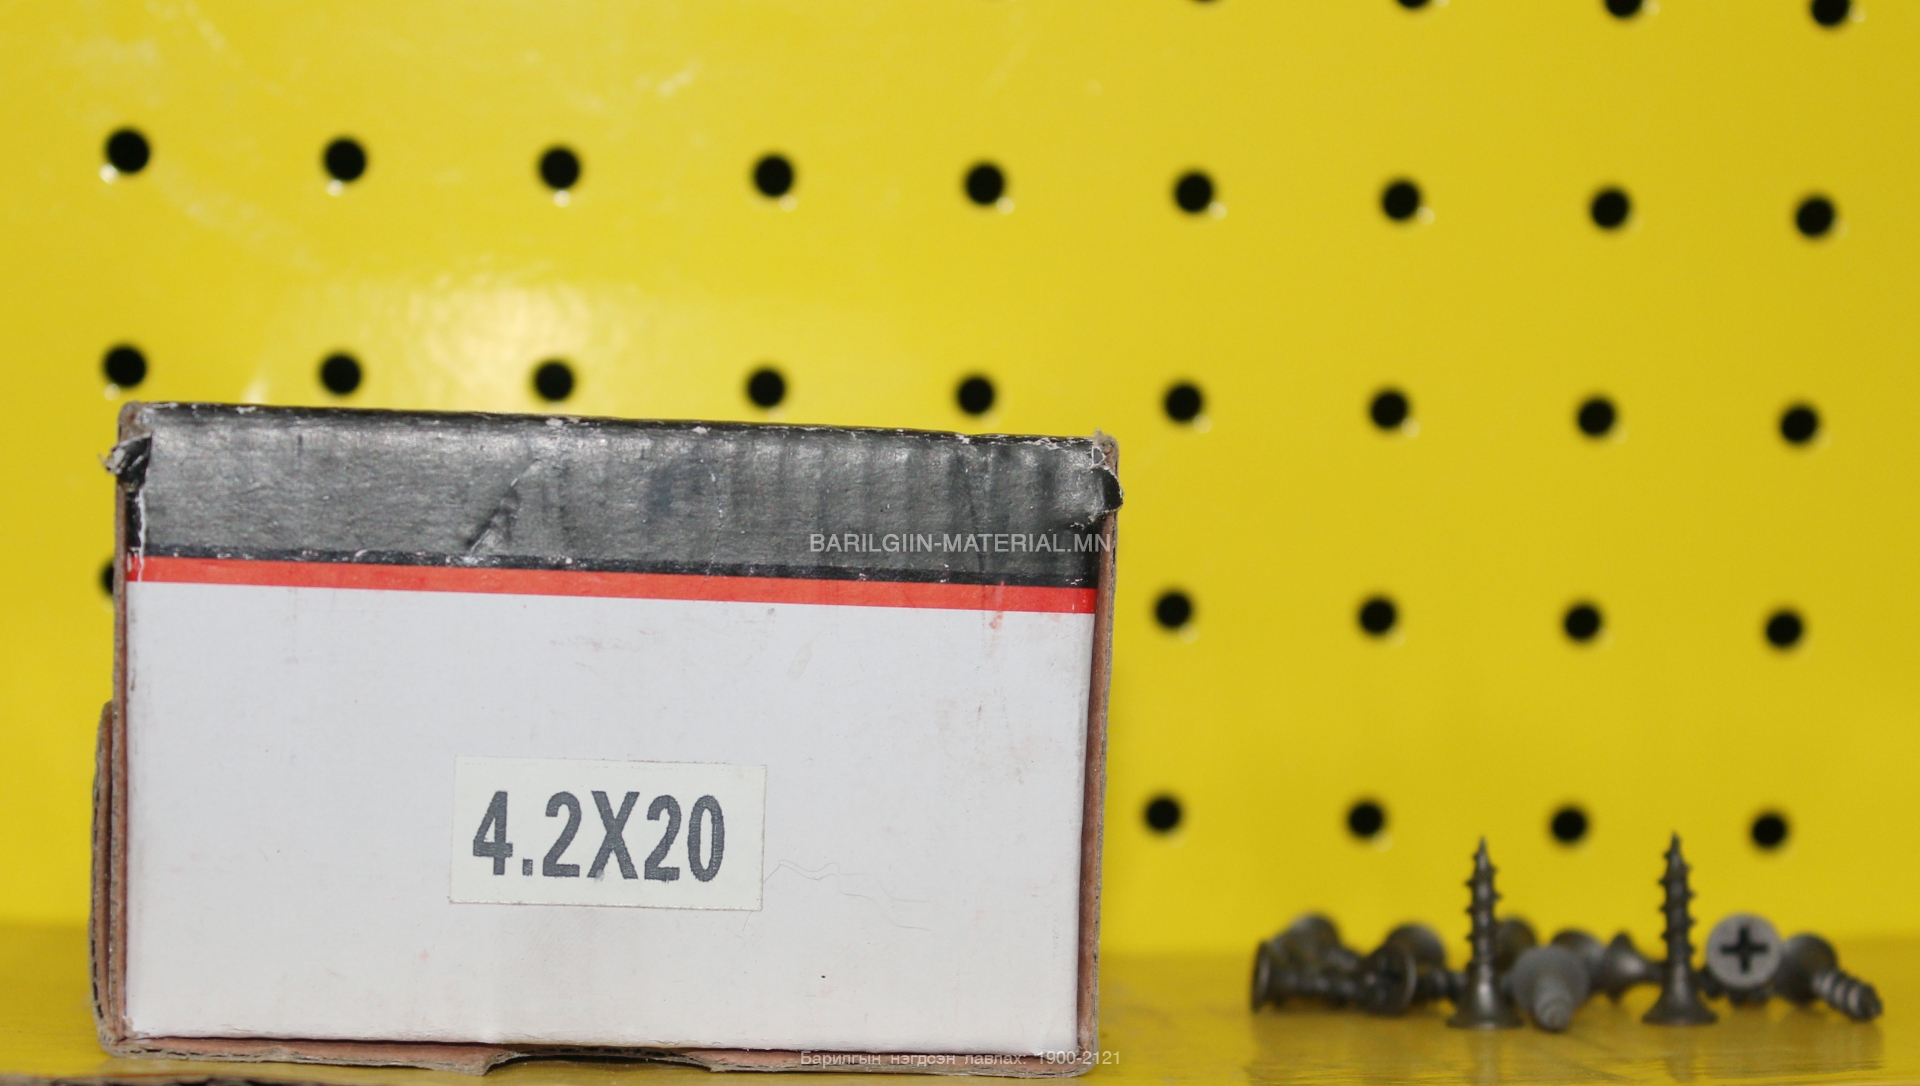 BARILGIIN-MATERIAL.MN
4.2X20
Барилгын нэгдсэн лавлах: 1900-2121